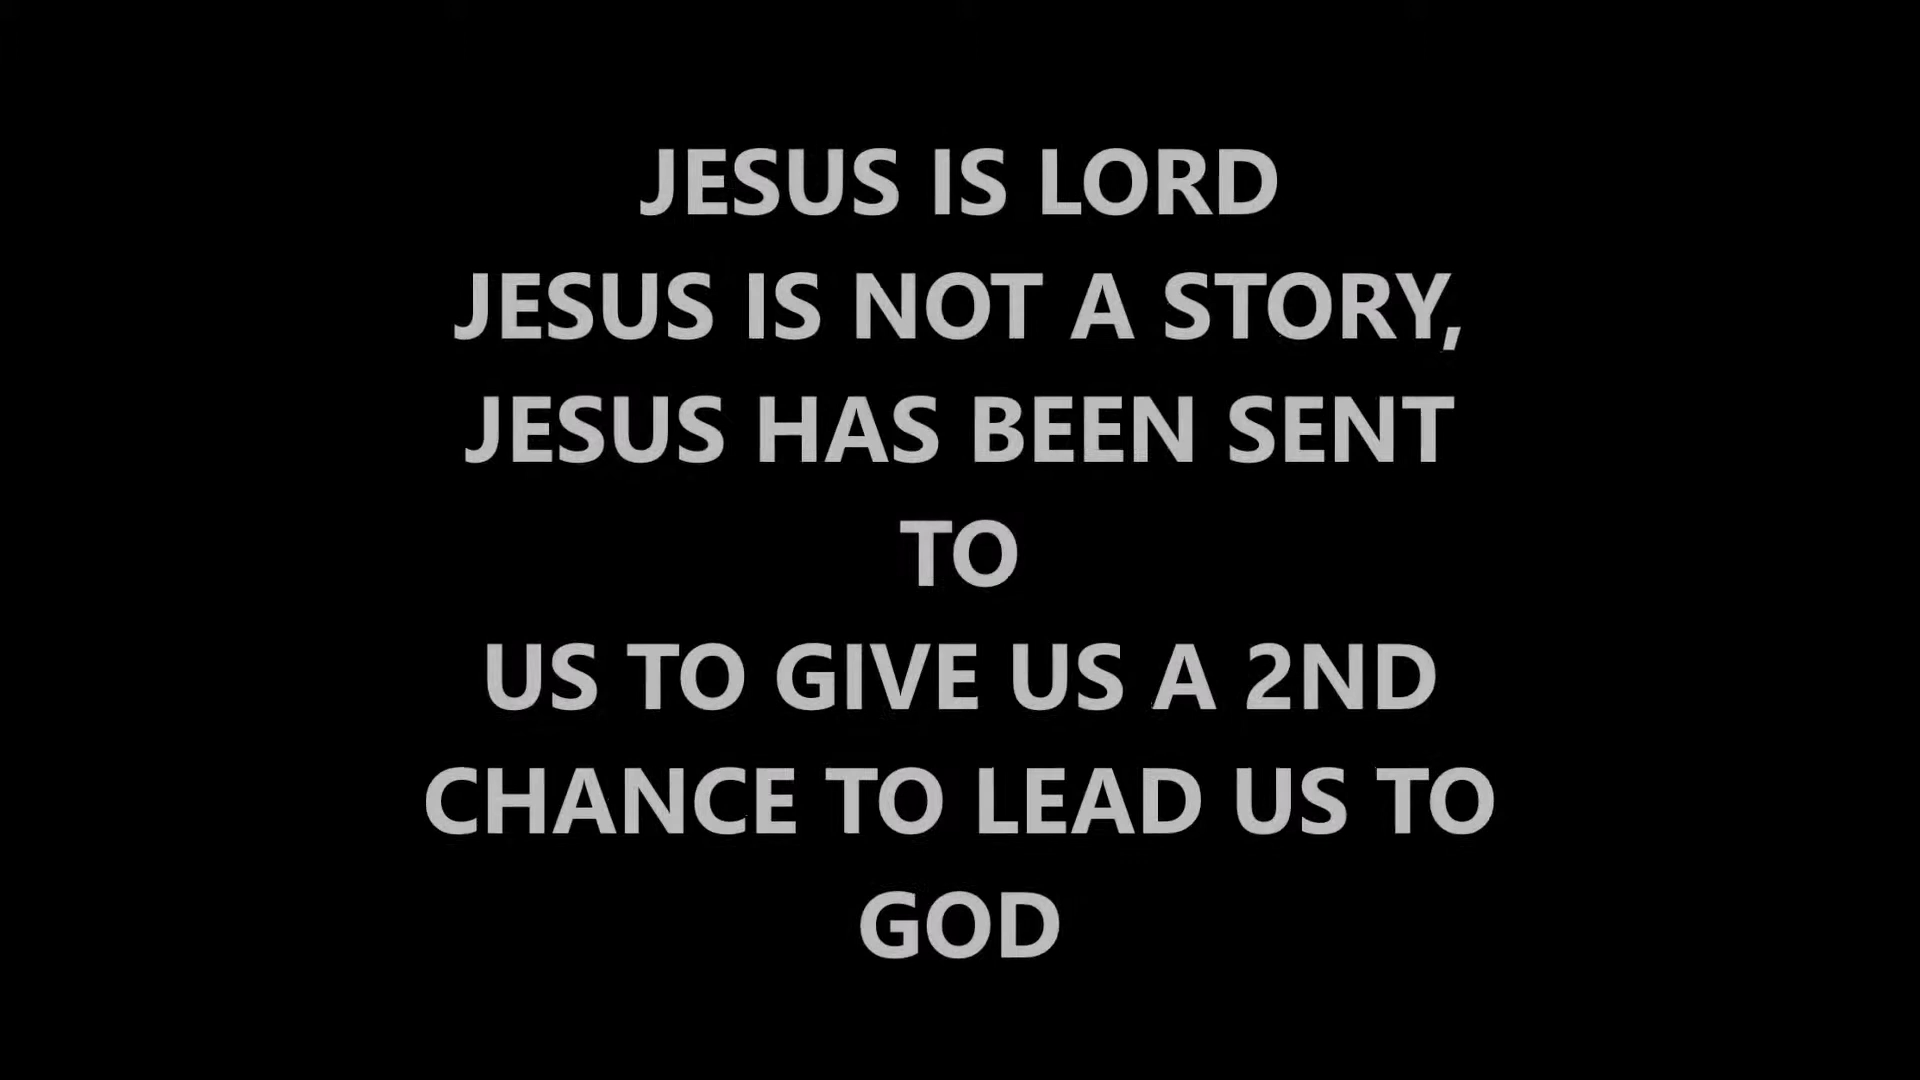 JESUS IS LORD
JESUS IS NOT A STORY,
JESUS HAS BEEN SENT
TO
US TO GIVE US A 2ND
CHANCE TO LEAD US TO
GOD